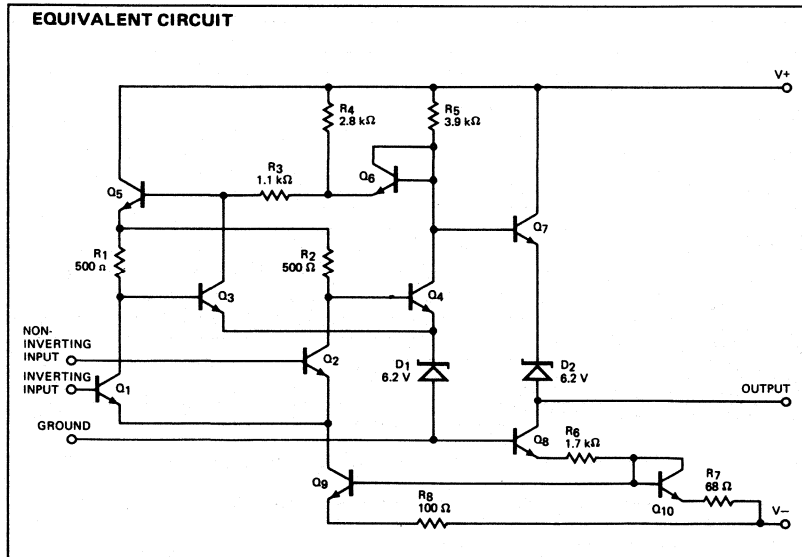 EQUIVALENT CIRCUIT
V+
R4
2.8 kΩ
R5
3.9 kΩ
R3
1.1 kΩ
Q6
Q5
Q7
R1
500 Ω
R2
500 Ω
Q3
Q4
NON-
INVERTING
INPUT
Q2
D1
6.2 V
D2
6.2 V
INVERTING
INPUT
Q1
OUTPUT
GROUND
Q8
R6
1.7 kΩ
Q9
R7
68 Ω
Q10
R8
100 Ω
V–